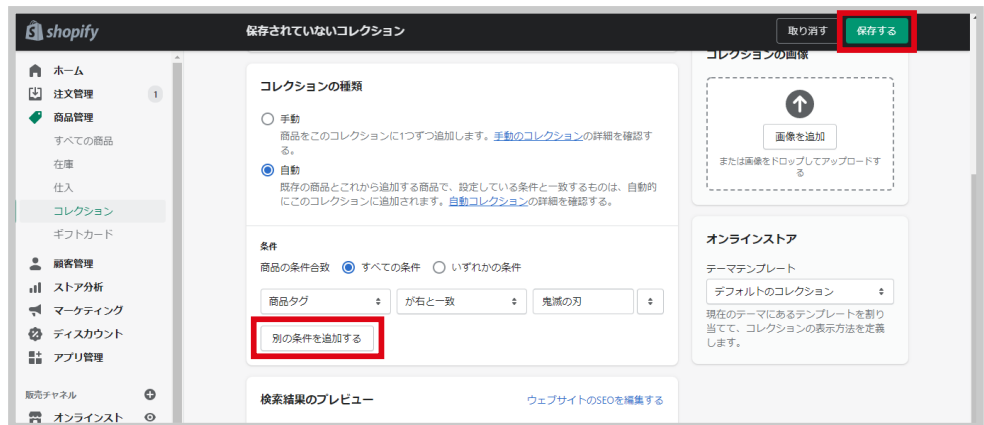 shopify
保存されていないコレクション
取り消す
保存する
ホーム
注文管理
1
商品管理
すべての商品
在庫
仕入
コレクション
ギフトカード
顧客管理
ストア分析
マーケティング
ディスカウント
アプリ管理
販売チャネル
オンラインスト
コレクションの種類
手動
商品をこのコレクションに1つずつ追加します。手動のコレクションの詳細を確認す
る。
自動
既存の商品とこれから追加する商品で、設定している条件と一致するものは、自動的
にこのコレクションに追加されます。自動コレクションの詳細を確認する。
条件
商品の条件合致 すべての条件 いずれかの条件
商品タグ が右と一致 鬼滅の刃
別の条件を追加する
検索結果のプレビュー ウェブサイトのSEOを編集する
コレクションの画像
画像を追加
または画像をドロップしてアップロードす
る
オンラインストア
テーマテンプレート
デフォルトのコレクション
現在のテーマにあるテンプレートを割り
当てて、コレクションの表示方法を定義
します。